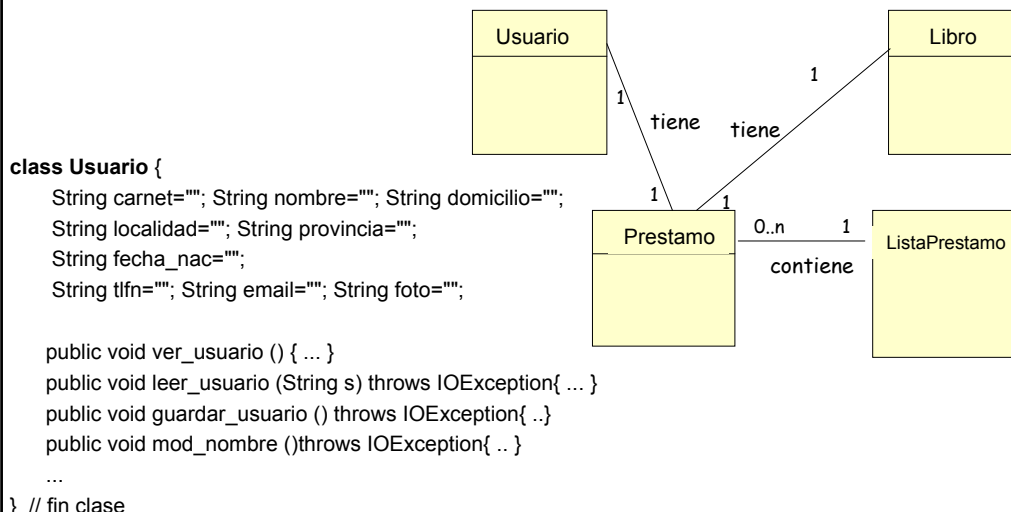 Usuario
Libro
1
1
tiene
tiene
class Usuario {
String carnet=""; String nombre=""; String domicilio="";
String localidad=""; String provincia="";
String fecha_nac="";
String tlfn=""; String email=""; String foto="";
1
1
Prestamo
0..n
1
ListaPrestamo
contiene
public void ver_usuario () { ... }
public void leer_usuario (String s) throws IOException{ ... }
public void guardar_usuario () throws IOException{ ..}
public void mod_nombre ()throws IOException{ .. }
...
} // fin clase